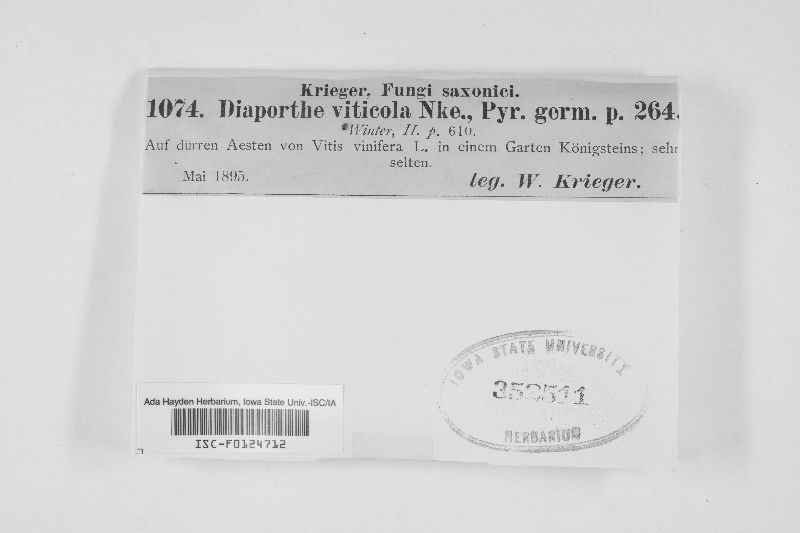 Krieger, Fungi saxonici.
1074. Diaporthe viticola Nke., Pyr. germ. p. 264.
Winter, II. p. 610.
Auf dürren Aesten von Vitis vinifera L. in einem Garten Königsteins; sehr
selten.
Mai 1895.
leg. W. Krieger.
IOWA STATE UNIVERSITY
HERBARIUM
Ada Hayden Herbarium, Iowa State Univ.-ISC/IA
ISC-F0124712